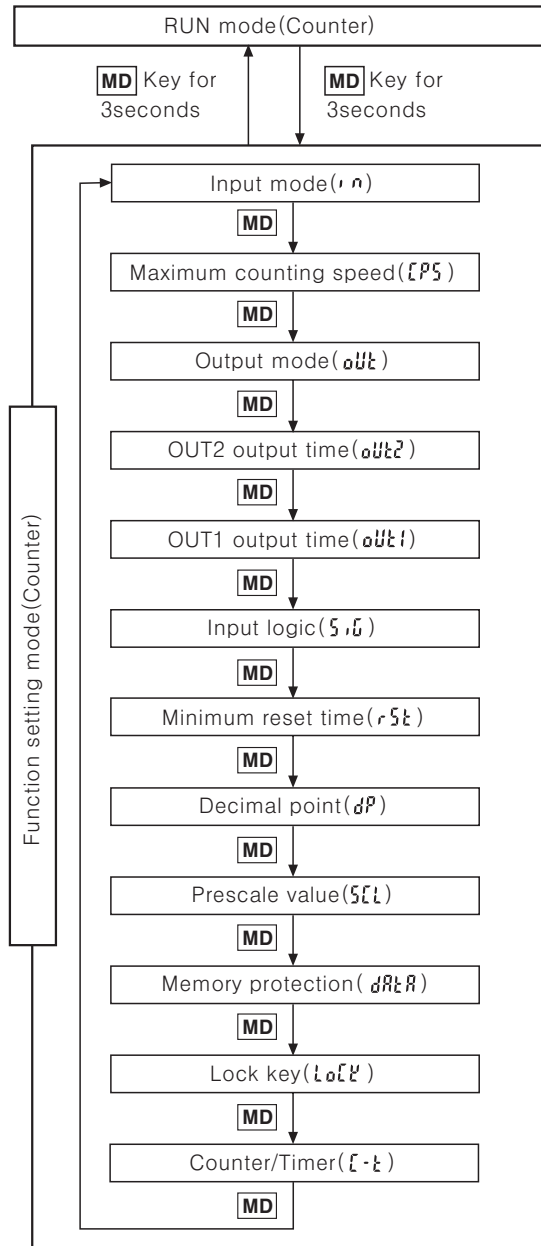 RUN mode(Counter)
MD Key for
3seconds
MD Key for
3seconds
Function setting mode(Counter)
Input mode(in)
MD
Maximum counting speed(CPS)
MD
Output mode(oUt)
MD
OUT2 output time(oUt2)
MD
OUT1 output time(oUt1)
MD
Input logic(SiG)
MD
Minimum reset time(rSt)
MD
Decimal point(dP)
MD
Prescale value(SCL)
MD
Memory protection( dAtA)
MD
Lock key(LoCK)
MD
Counter/Timer(C-t)
MD